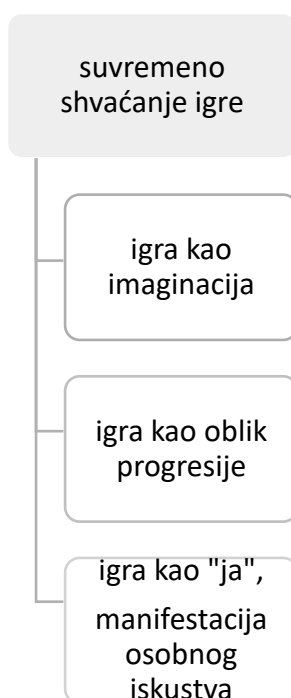 suvremeno
shvaćanje igre
igra kao
imaginacija
igra kao oblik
progresije
igra kao "ja",
manifestacija
osobnog
iskustva